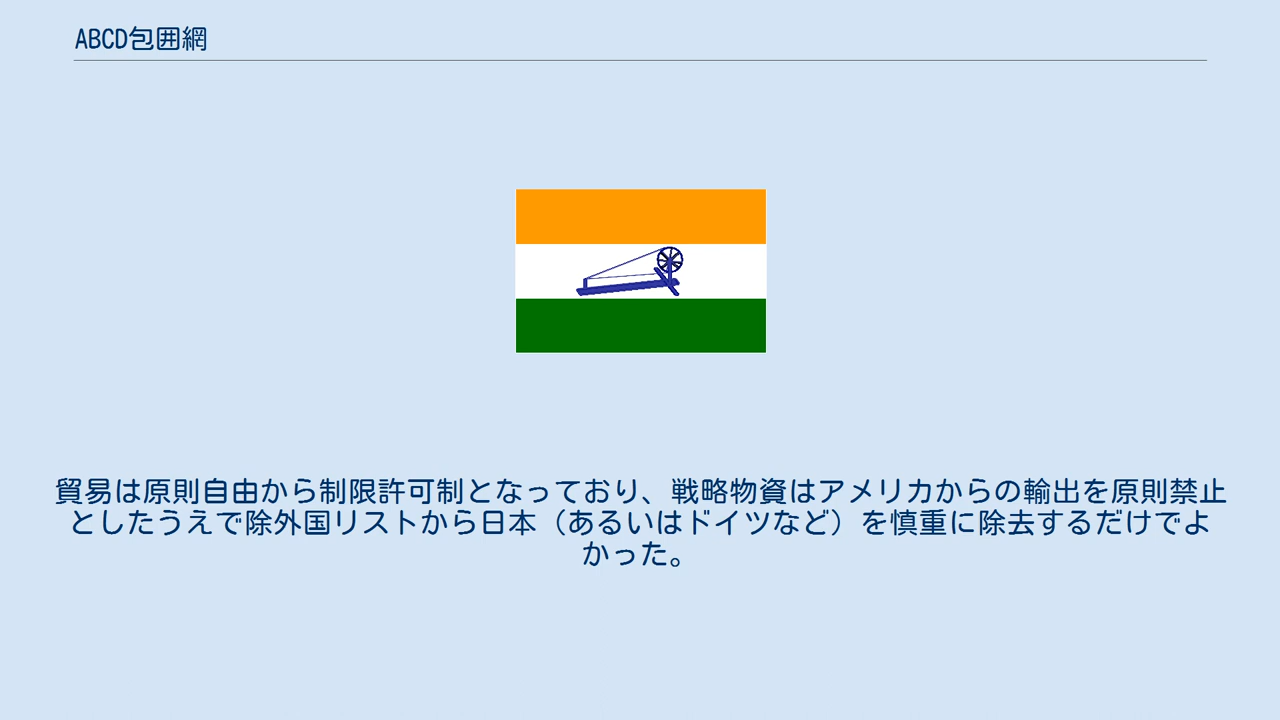 ABCD包囲網
貿易は原則自由から制限許可制となっており、戦略物資はアメリカからの輸出を原則禁止
としたうえで除外国リストから日本（あるいはドイツなど）を慎重に除去するだけでよ
かった。